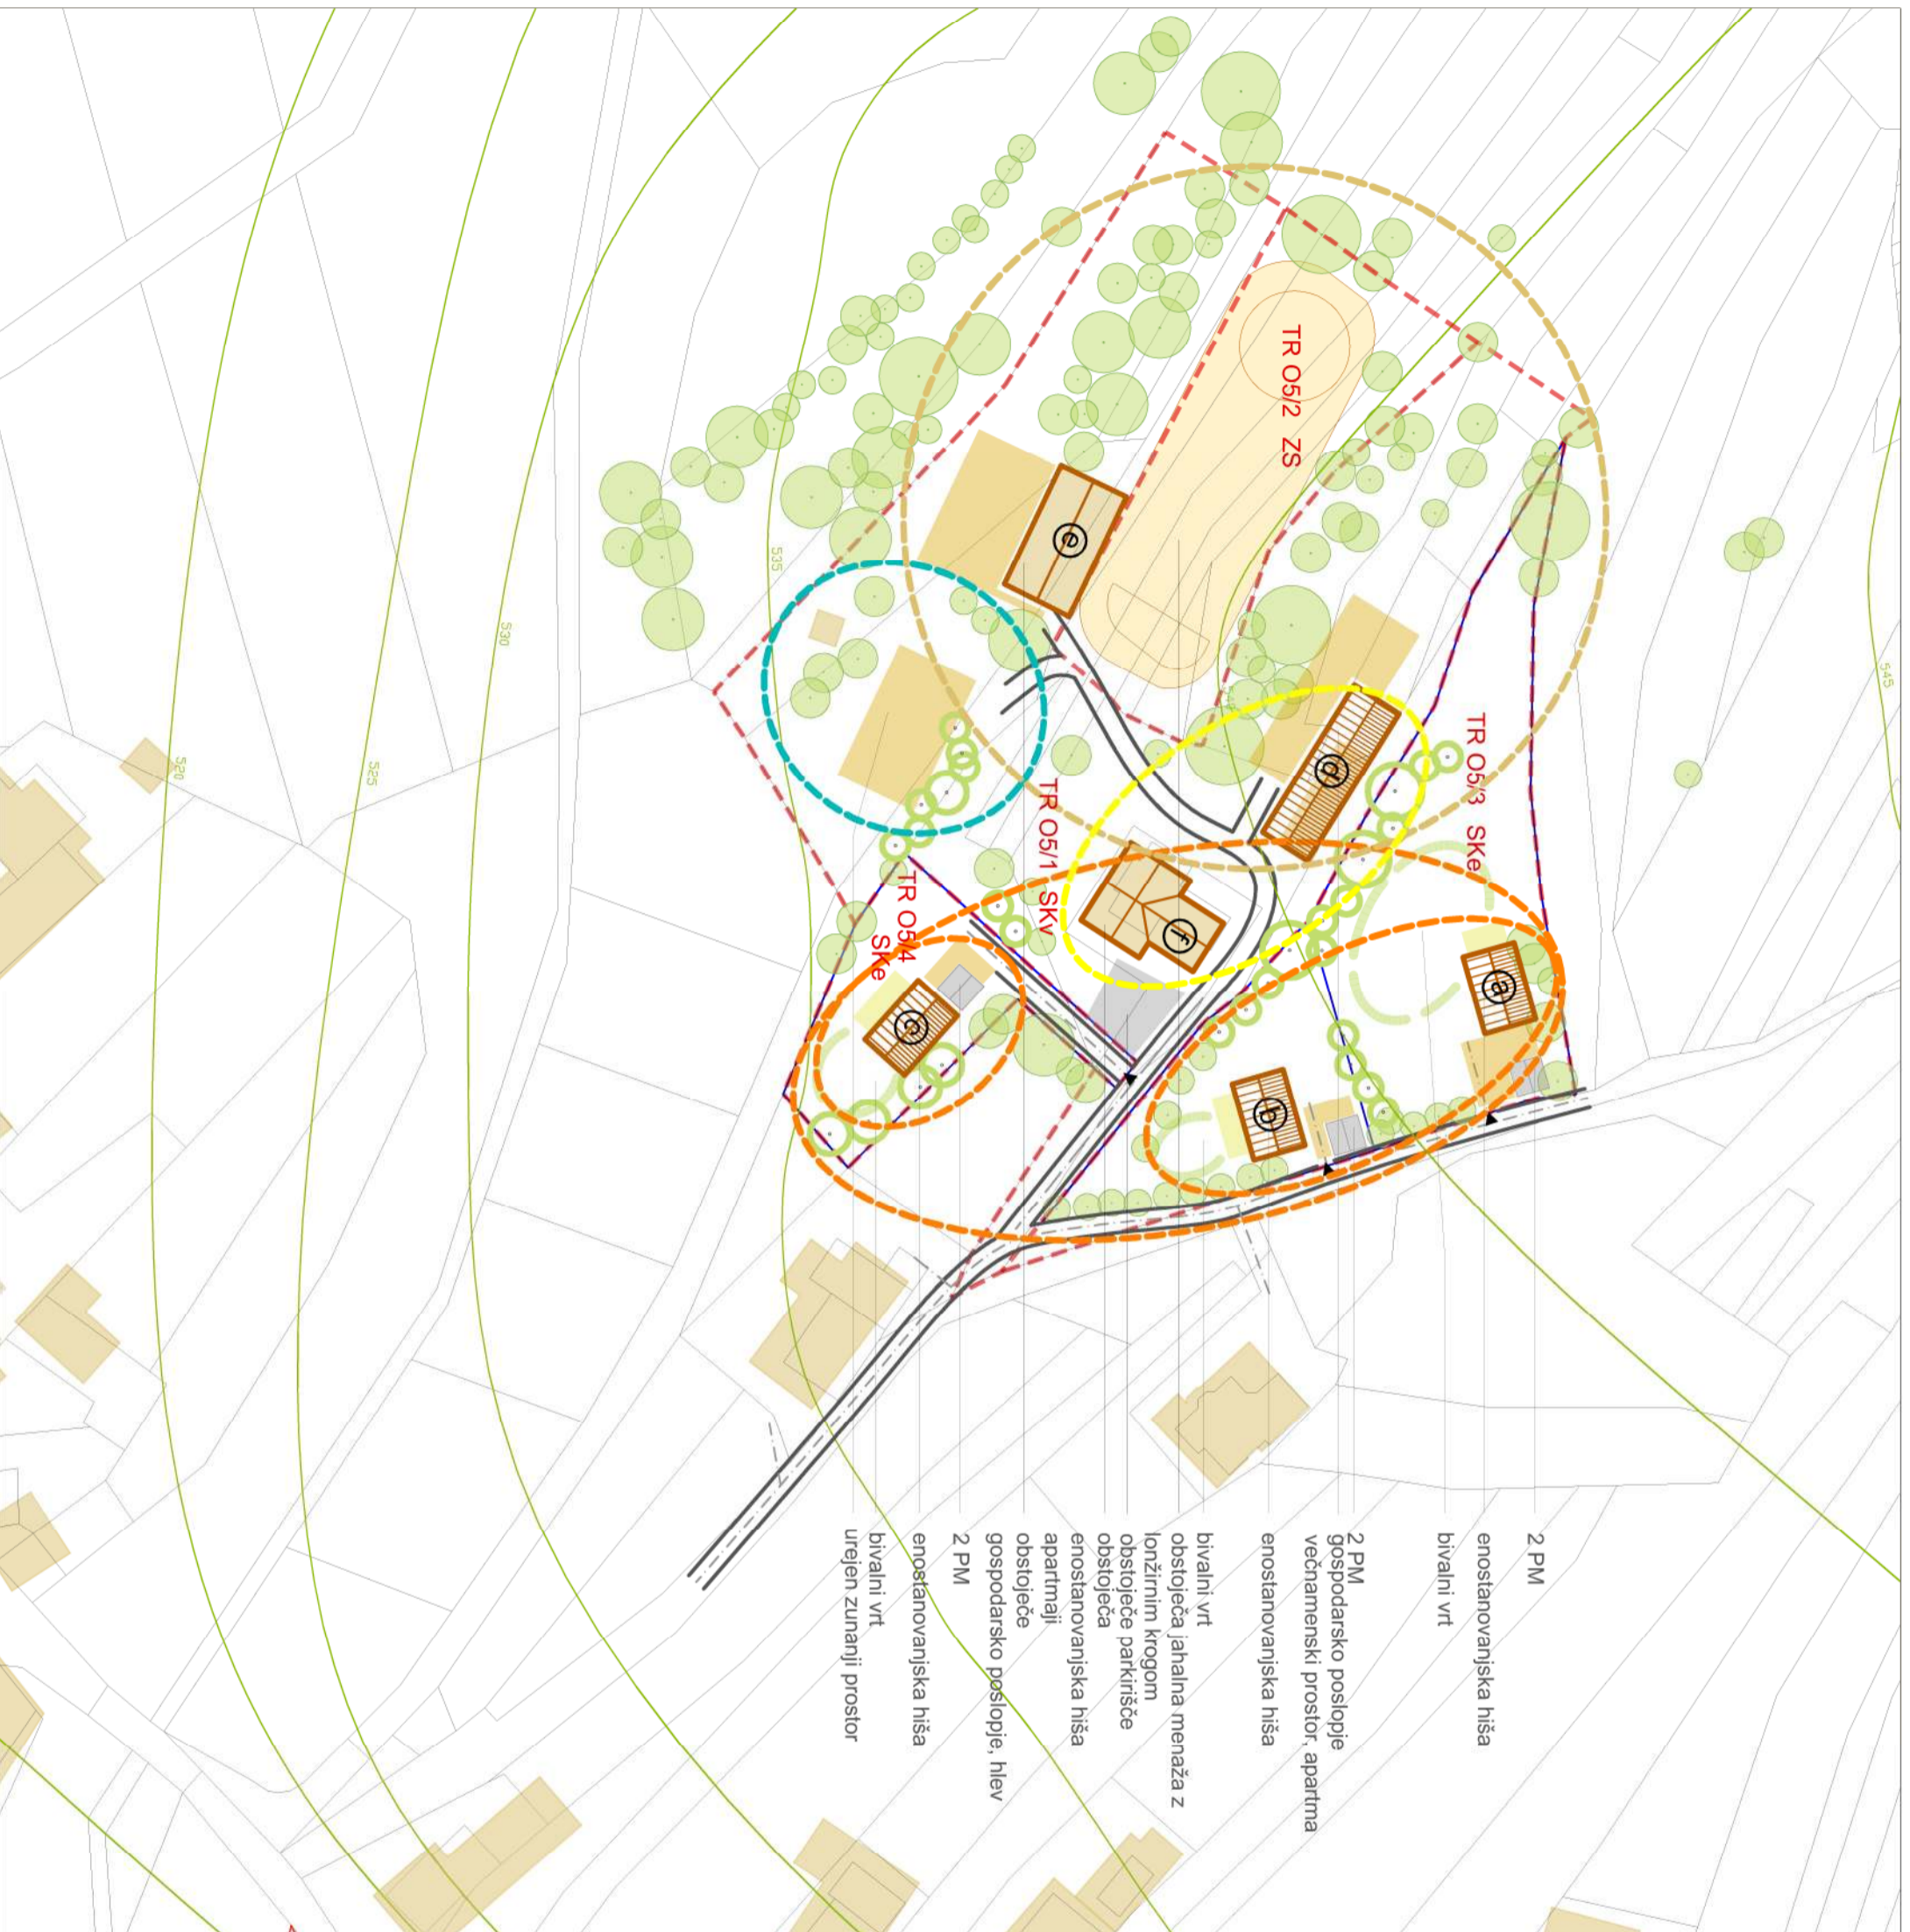 TR O5/2 ZS
TR O5/3 SKe
TR O5/1 SKv
TR O5/4
SKe
e
d
f
a
b
c
545
535
530
525
520
2 PM
enostanovanjska hiša
bivalni vrt
2 PM
gospodarsko poslopje
večnamenski prostor, apartma
enostanovanjska hiša
bivalni vrt
obstoječa jahalna menaža z
lonžirnim krogom
obstoječe parkirišče
obstoječa
enostanovanjska hiša
apartmaji
obstoječe
gospodarsko poslopje, hlev
2 PM
enostanovanjska hiša
bivalni vrt
urejen zunanji prostor